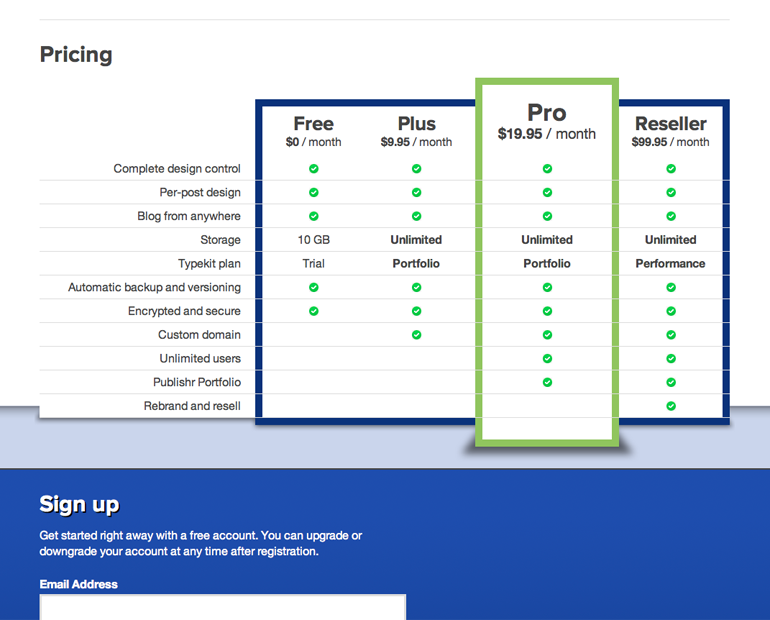 Pricing
Free Plus Pro Reseller
$0 / month $9.95 / month $19.95 / month $99.95 / month
Complete design control
Per-post design
Blog from anywhere
Storage 10 GB Unlimited Unlimited Unlimited
Typekit plan Trial Portfolio Portfolio Performance
Automatic backup and versioning
Encrypted and secure
Custom domain
Unlimited users
Publishr Portfolio
Rebrand and resell
Sign up
Get started right away with a free account. You can upgrade or
downgrade your account at any time after registration.
Email Address